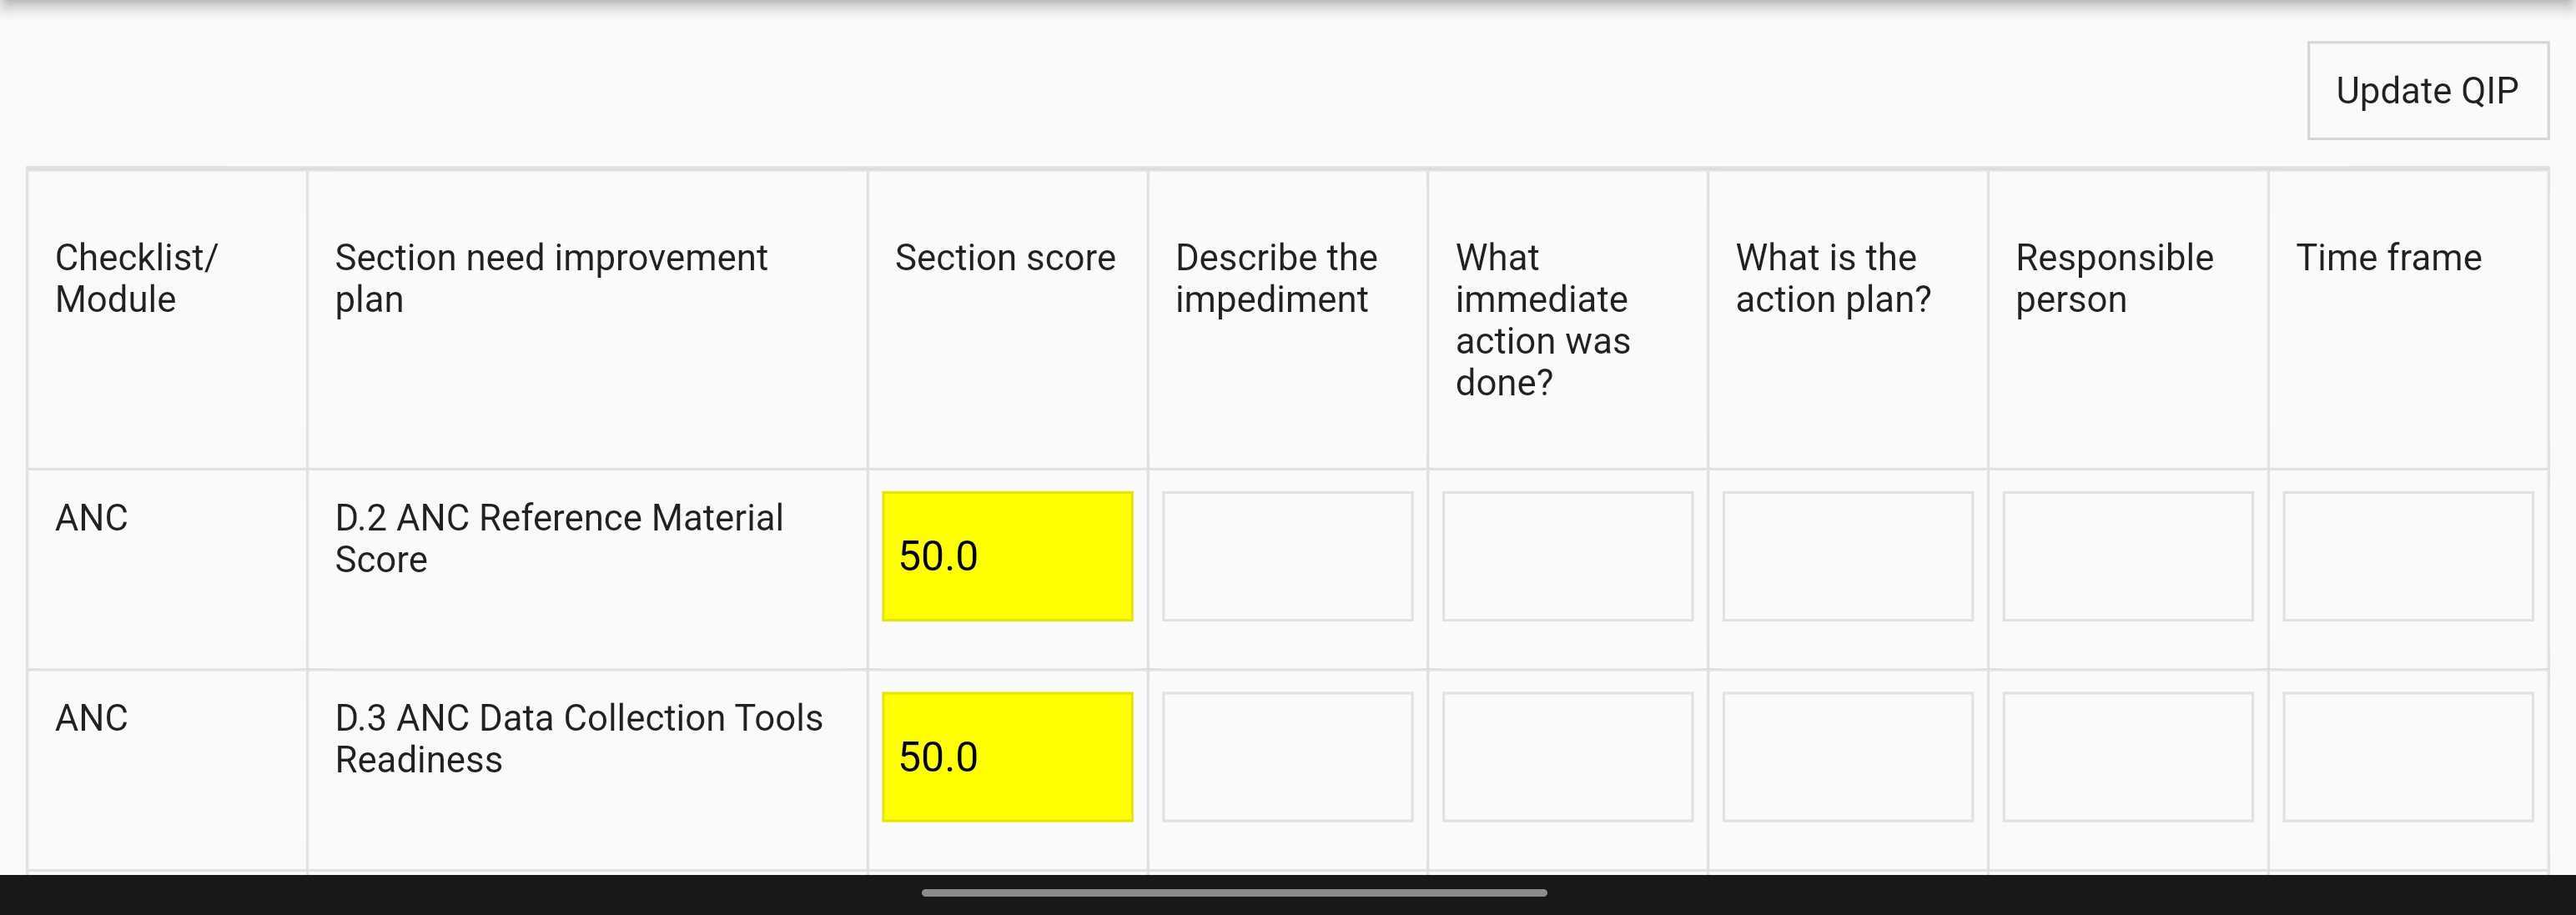 Update QIP
Checklist/
Module
Section need improvement
plan
Section score
Describe the
impediment
What
immediate
action was
done?
What is the
action plan?
Responsible
person
Time frame
ANC
D.2 ANC Reference Material
Score
50.0
ANC
D.3 ANC Data Collection Tools
Readiness
50.0